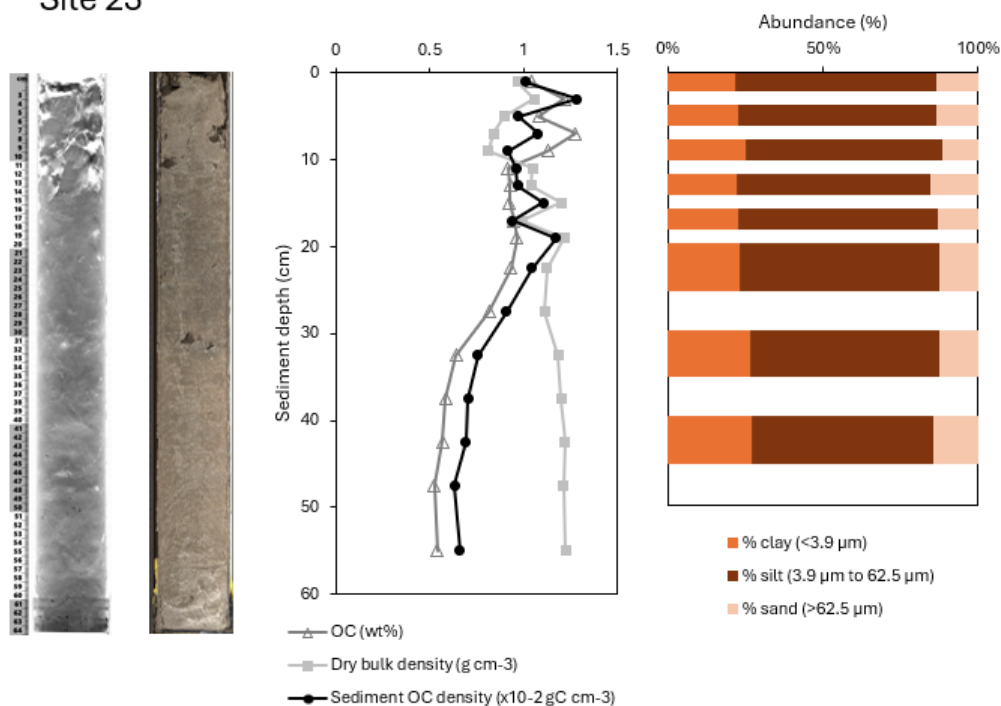 Site 25
Abundance (%)
0 0.5 1 1.5
0% 50% 100%
0
10
20
30
40
50
60
Sediment depth (cm)
% clay (<3.9 µm)
% silt (3.9 µm to 62.5 µm)
% sand (>62.5 µm)
OC (wt%)
Dry bulk density (g cm-3)
Sediment OC density (x10-2 gC cm-3)